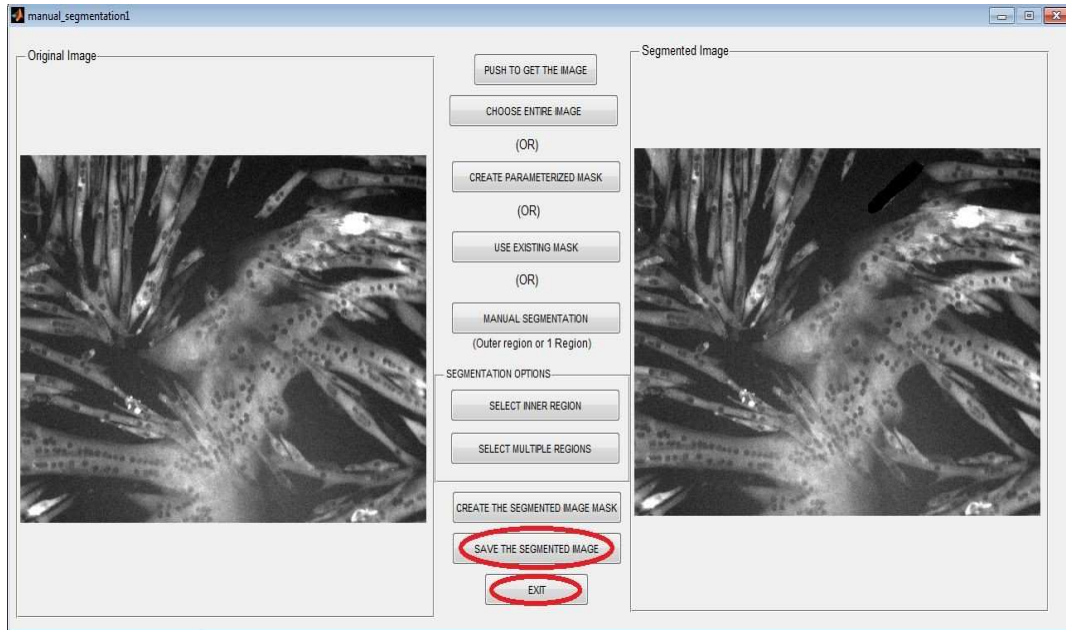 manual_segmentation1
Original Image
PUSH TO GET THE IMAGE
CHOOSE ENTIRE IMAGE
(OR)
CREATE PARAMETERIZED MASK
(OR)
USE EXISTING MASK
(OR)
MANUAL SEGMENTATION
(Outer region or 1 Region)
SEGMENTATION OPTIONS
SELECT INNER REGION
SELECT MULTIPLE REGIONS
CREATE THE SEGMENTED IMAGE MASK
SAVE THE SEGMENTED IMAGE
EXIT
Segmented Image